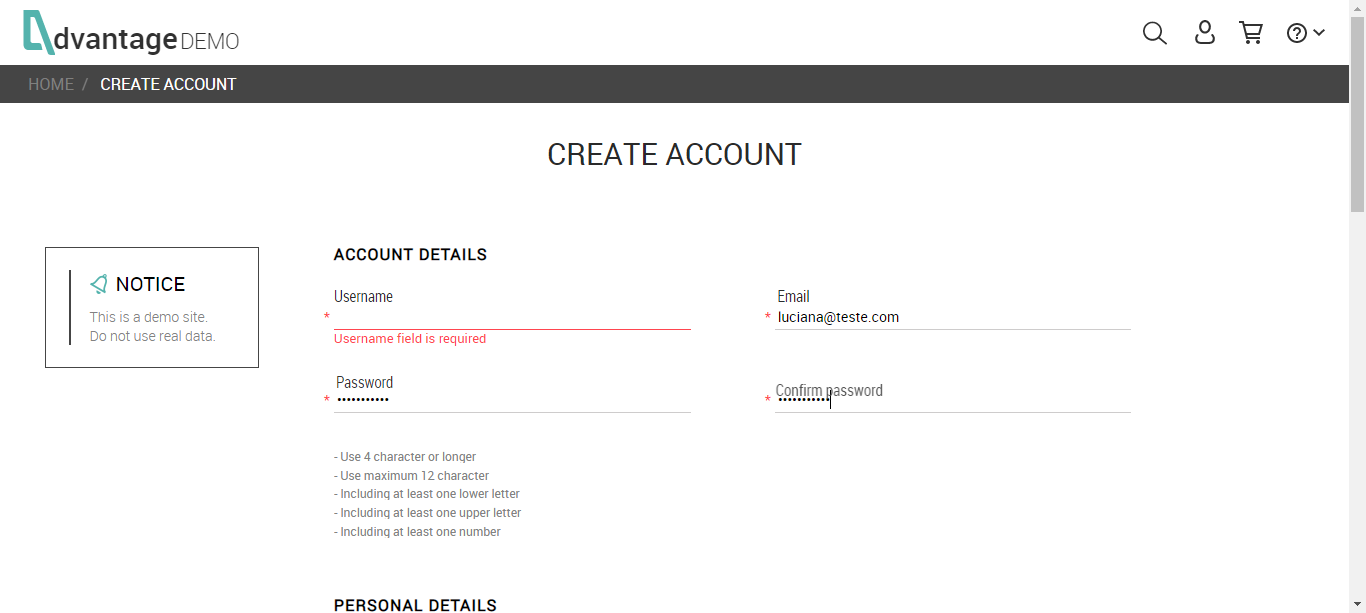 dvantage DEMO
HOME / CREATE ACCOUNT
CREATE ACCOUNT
NOTICE
This is a demo site.
Do not use real data.
ACCOUNT DETAILS
Username
*
Username field is required
Email
* luciana@teste.com
Password
* •••••••••••
Confirm password
* •••••••••••
- Use 4 character or longer
- Use maximum 12 character
- Including at least one lower letter
- Including at least one upper letter
- Including at least one number
PERSONAL DETAILS